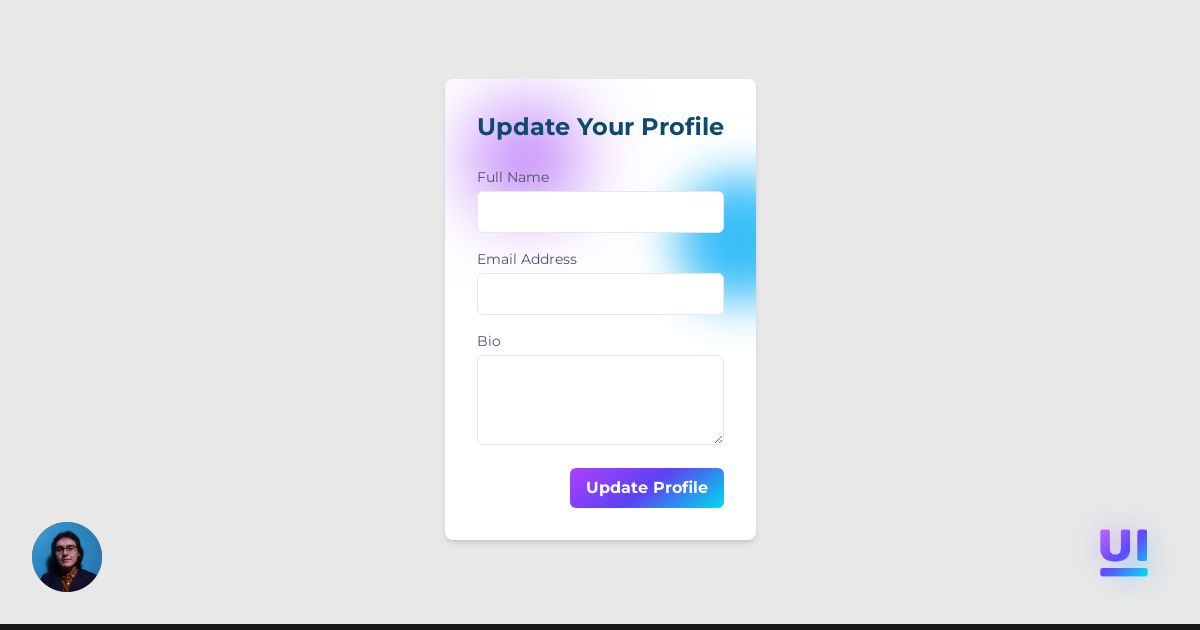 Update Your Profile
Full Name
Email Address
Bio
Update Profile
UI